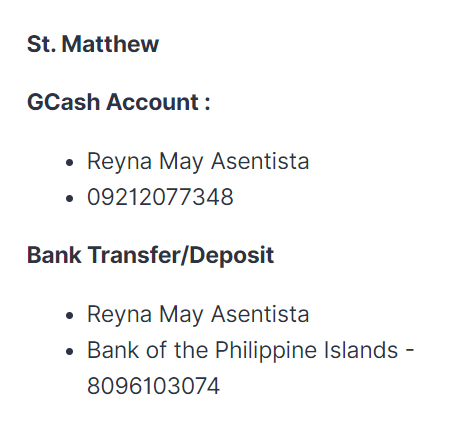 St. Matthew
GCash Account :
Reyna May Asentista
09212077348
Bank Transfer/Deposit
Reyna May Asentista
Bank of the Philippine Islands -
8096103074